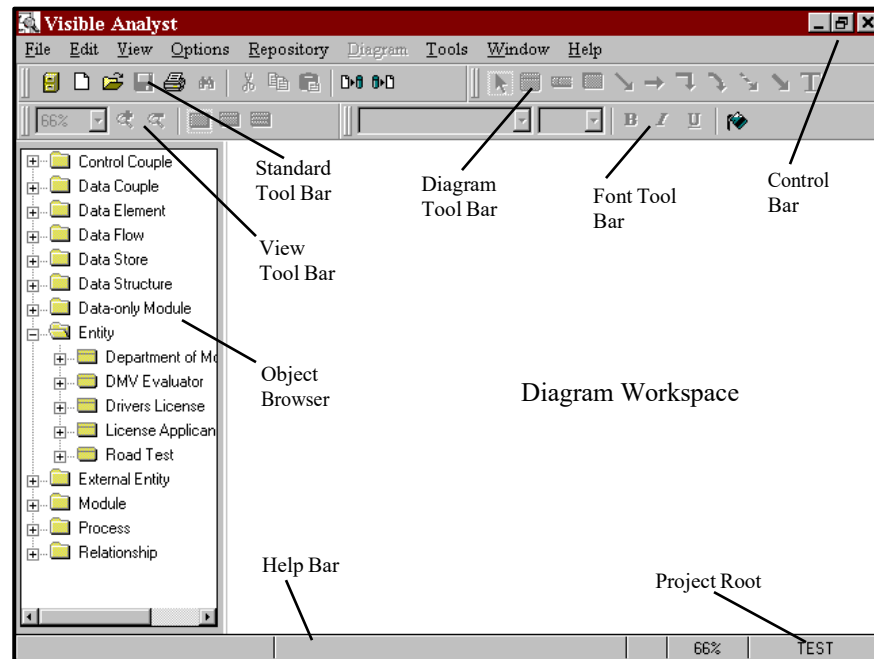 Visible Analyst
File Edit View Options Repository Diagram Tools Window Help
T
66% B I U
Control Couple
Data Couple
Data Element
Data Flow
Data Store
Data Structure
Data-only Module
Entity
Department of Mo
DMV Evaluator
Drivers License
License Applican
Road Test
External Entity
Module
Process
Relationship
Standard
Tool Bar
View
Tool Bar
Object
Browser
Diagram
Tool Bar
Font Tool
Bar
Control
Bar
Diagram Workspace
Help Bar
Project Root
66% TEST